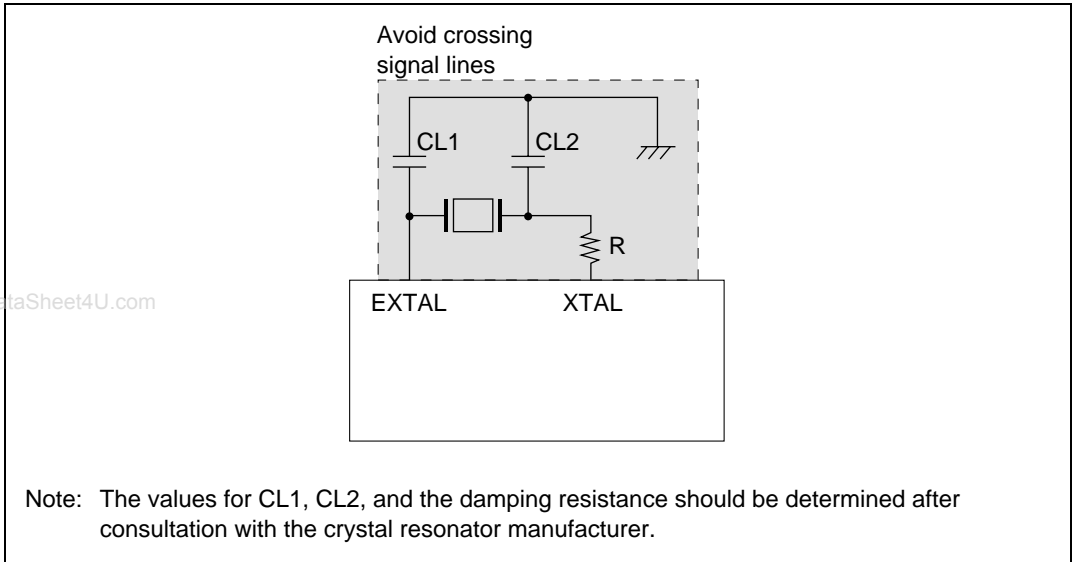 Avoid crossing
signal lines
CL1 CL2
R
etaSheet4U.com
EXTAL XTAL
Note: The values for CL1, CL2, and the damping resistance should be determined after
consultation with the crystal resonator manufacturer.